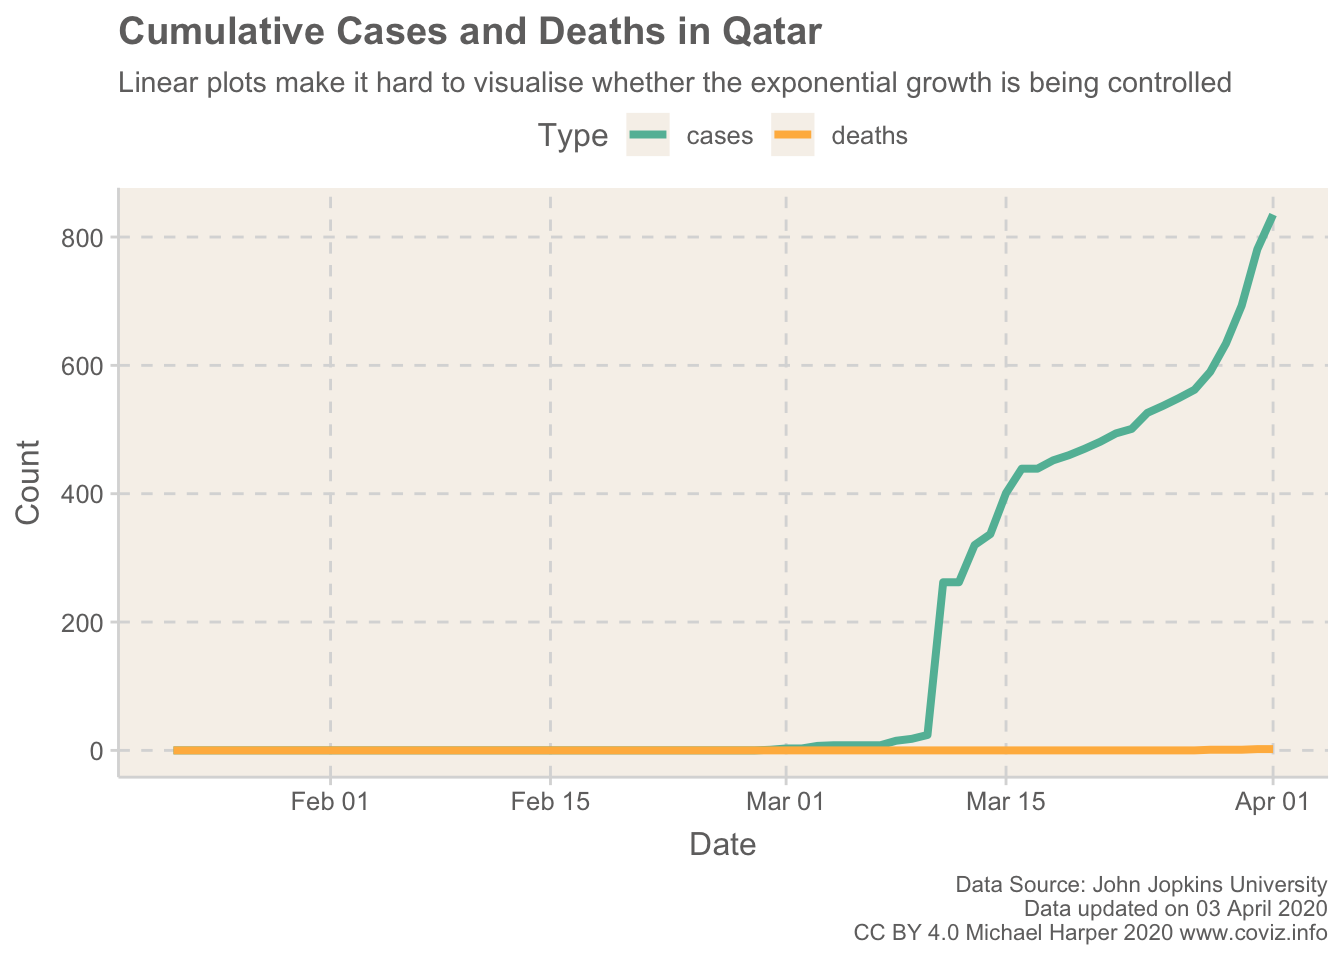 Cumulative Cases and Deaths in Qatar
Linear plots make it hard to visualise whether the exponential growth is being controlled
Type cases deaths
800
600
400
200
0
Count
Feb 01 Feb 15 Mar 01 Mar 15 Apr 01
Date
Data Source: John Jopkins University
Data updated on 03 April 2020
CC BY 4.0 Michael Harper 2020 www.coviz.info